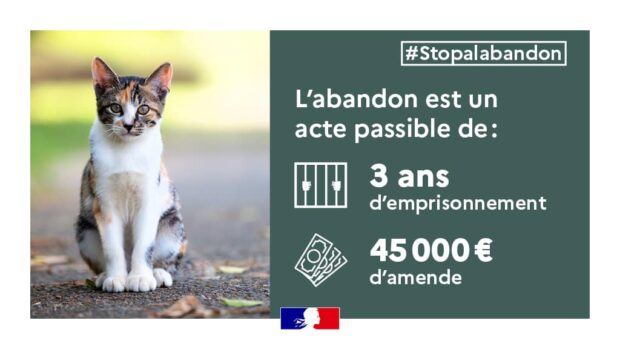 #Stopalabandon
L’abandon est un
acte passible de :
3 ans
d’emprisonnement
45 000 €
d’amende